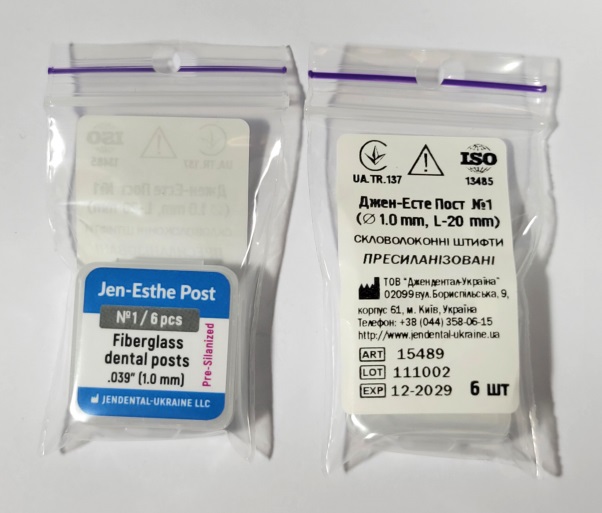 ISO
13485
Jen-Esthe Post
№1 / 6 pcs
Fiberglass
dental posts
.039" (1.0 mm)
Pre-Silanized
JENDENTAL-UKRAINE LLC
UA.TR.137
ISO
13485
Джен-Есте Пост №1
(∅ 1.0 mm, L-20 mm)
СКЛОВОЛОКОННІ ШТИФТИ
ПРЕСИЛАНІЗОВАНІ
ТОВ "Джендентал-Україна"
02099 вул. Бориспільська, 9,
корпус 61, м. Київ, Україна
Телефон: +38 (044) 358-06-15
http://www.jendental-ukraine.ua
ART 15489
LOT 111002
EXP 12-2029 6 шт